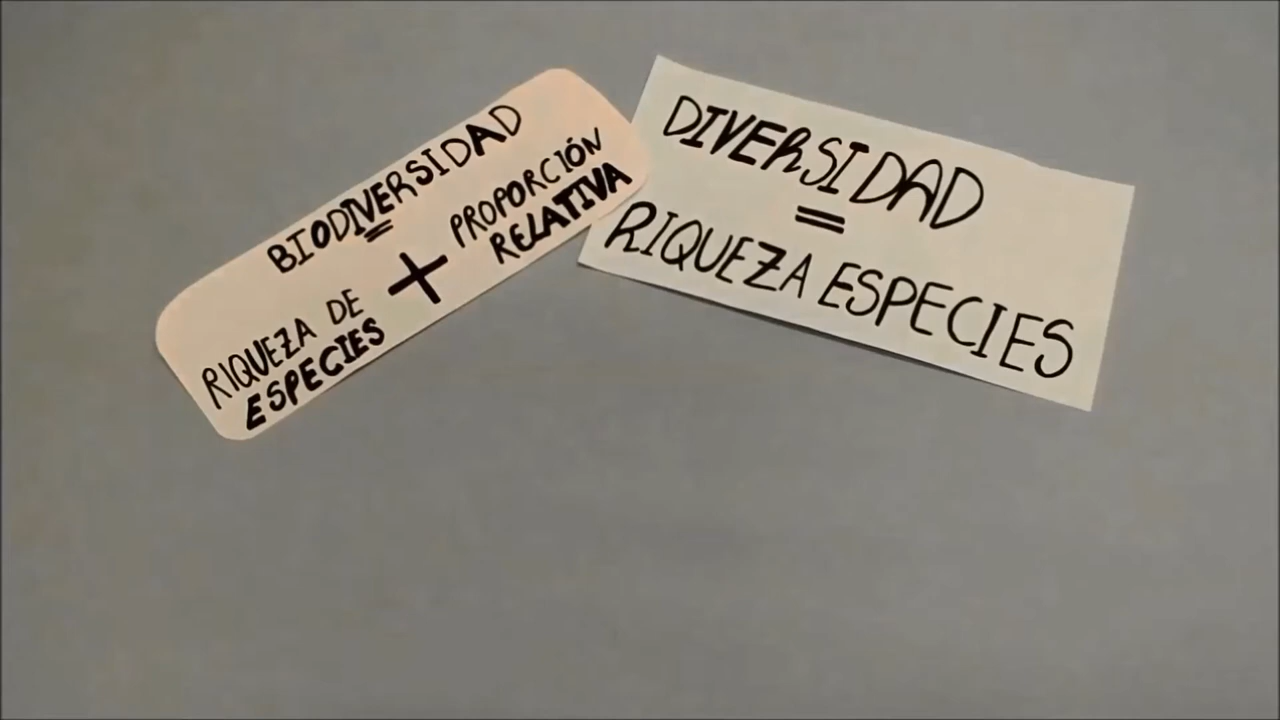 BIODIVERSIDAD
=
RIQUEZA DE
ESPECIES
+
PROPORCIÓN
RELATIVA
DIVERSIDAD
=
RIQUEZA ESPECIES